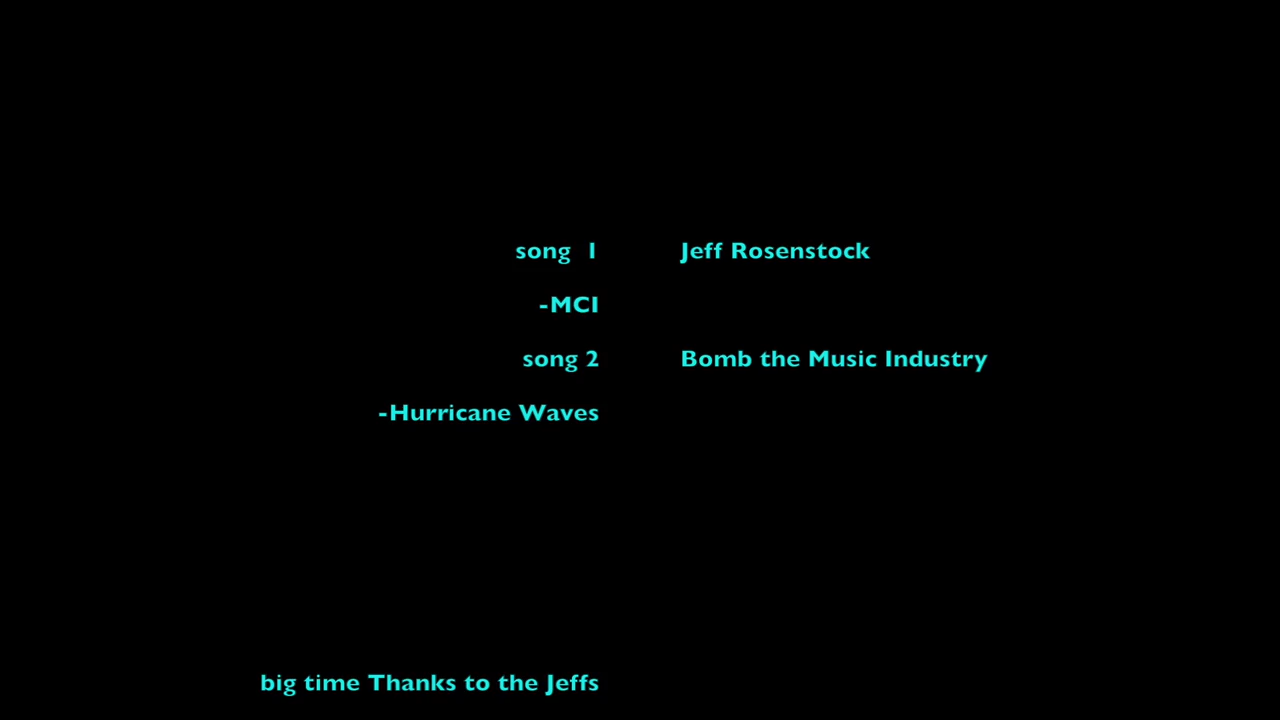 song  1 Jeff Rosenstock
-MCI
song 2 Bomb the Music Industry
-Hurricane Waves
big time Thanks to the Jeffs